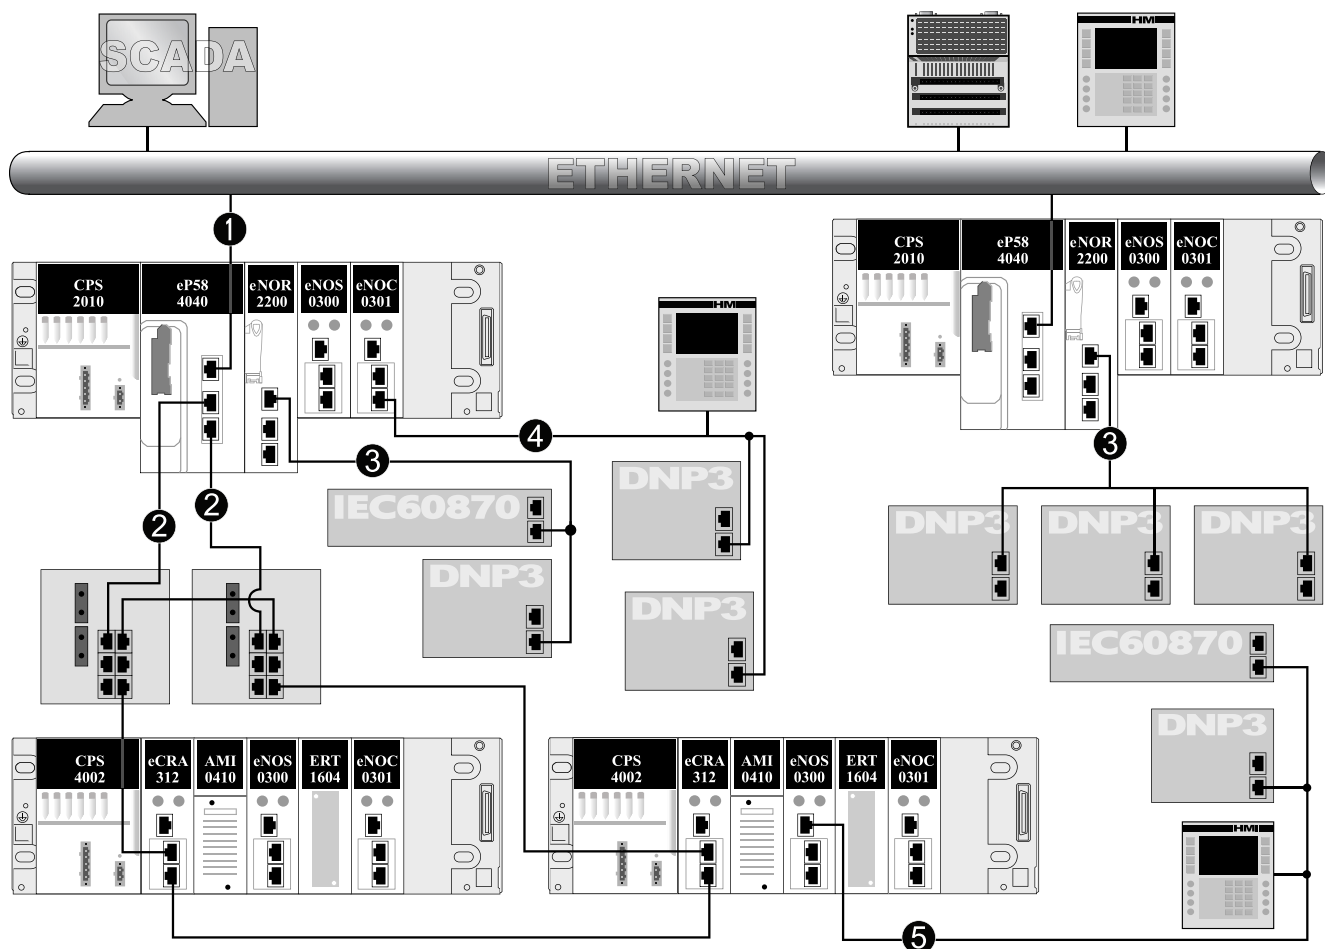 SCADA
HM
ETHERNET
1
CPS
2010
eP58
4040
eNOR
2200
eNOS
0300
eNOC
0301
CPS
2010
eP58
4040
eNOR
2200
eNOS
0300
eNOC
0301
HM
4
3
3
2
2
IEC60870
DNP3
DNP3
DNP3
DNP3
DNP3
DNP3
IEC60870
DNP3
CPS
4002
eCRA
312
AMI
0410
eNOS
0300
ERT
1604
eNOC
0301
CPS
4002
eCRA
312
AMI
0410
eNOS
0300
ERT
1604
eNOC
0301
HMI
5